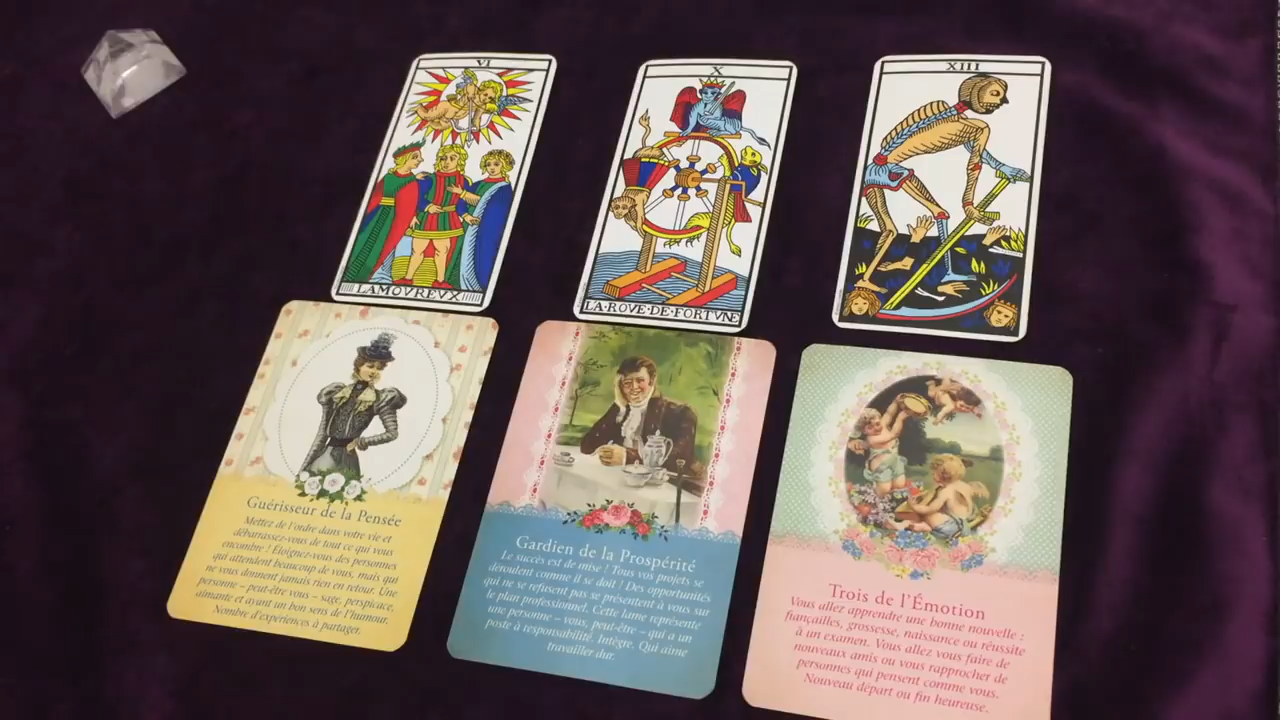 VI
LAMOVREVX
X
LA·ROVE·DE·FORTVNE
XIII
Guérisseur de la Pensée
Mettez de l'ordre dans votre vie et
débarrassez-vous de tout ce qui vous
encombre ! Éloignez-vous des personnes
qui attendent beaucoup de vous, mais qui
ne vous donnent jamais rien en retour. Une
personne – peut-être vous – sage, perspicace,
aimante et ayant un bon sens de l'humour.
Nombre d'expériences à partager.
Gardien de la Prospérité
Le succès est de mise ! Tous vos projets se
déroulent comme il se doit ! Des opportunités
qui ne se refusent pas se présentent à vous sur
le plan professionnel. Cette lame représente
une personne – vous, peut-être – qui a un
poste à responsabilité. Intègre. Qui aime
travailler dur.
Trois de l'Émotion
Vous allez apprendre une bonne nouvelle :
fiançailles, grossesse, naissance ou réussite
à un examen. Vous allez vous faire de
nouveaux amis ou vous rapprocher de
personnes qui pensent comme vous.
Nouveau départ ou fin heureuse.